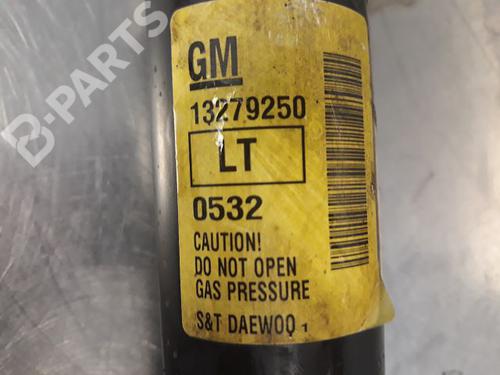 GM
13279250
LT
0532
CAUTION!
DO NOT OPEN
GAS PRESSURE
S&T DAEWOO 1
B-PARTS